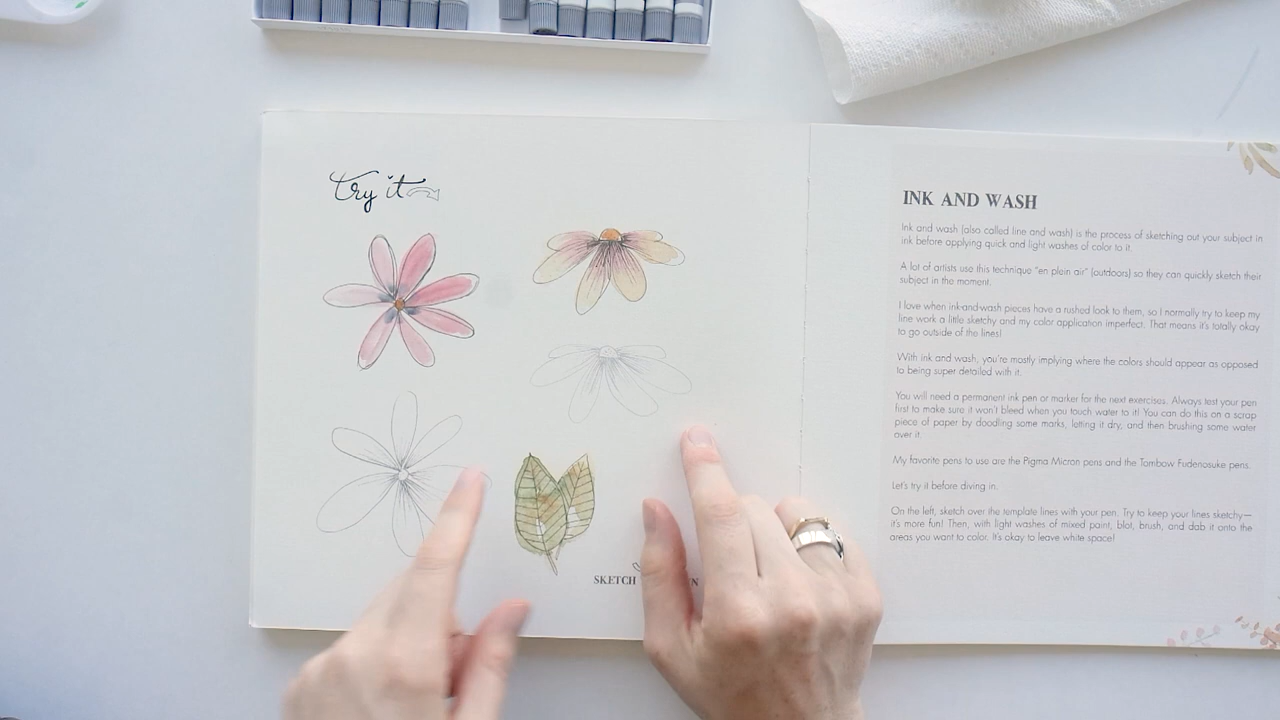 try it
SKETCH
INK AND WASH
Ink and wash (also called line and wash) is the process of sketching out your subject in
ink before applying quick and light washes of color to it.
A lot of artists use this technique "en plein air" (outdoors) so they can quickly sketch their
subject in the moment.
I love when ink-and-wash pieces have a rushed look to them, so I normally try to keep my
line work a little sketchy and my color application imperfect. That means it's totally okay
to go outside of the lines!
With ink and wash, you're mostly implying where the colors should appear as opposed
to being super detailed with it.
You will need a permanent ink pen or marker for the next exercises. Always test your pen
first to make sure it won't bleed when you touch water to it! You can do this on a scrap
piece of paper by doodling some marks, letting it dry, and then brushing some water
over it.
My favorite pens to use are the Pigma Micron pens and the Tombow Fudenosuke pens.
Let's try it before diving in.
On the left, sketch over the template lines with your pen. Try to keep your lines sketchy—
it's more fun! Then, with light washes of mixed paint, blot, brush, and dab it onto the
areas you want to color. It's okay to leave white space!